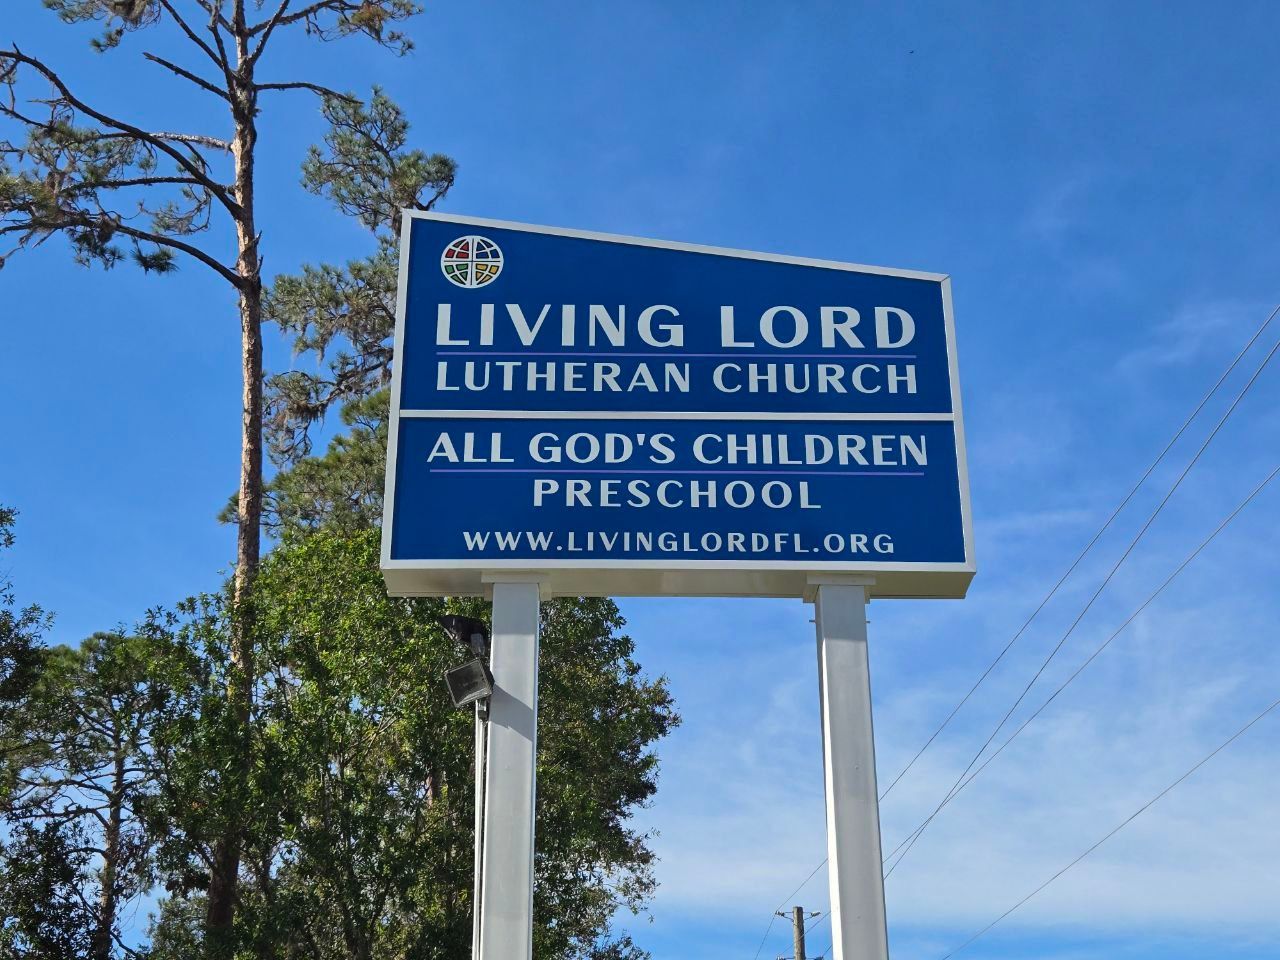 LIVING LORD
LUTHERAN CHURCH
ALL GOD'S CHILDREN
PRESCHOOL
WWW.LIVINGLORDFL.ORG